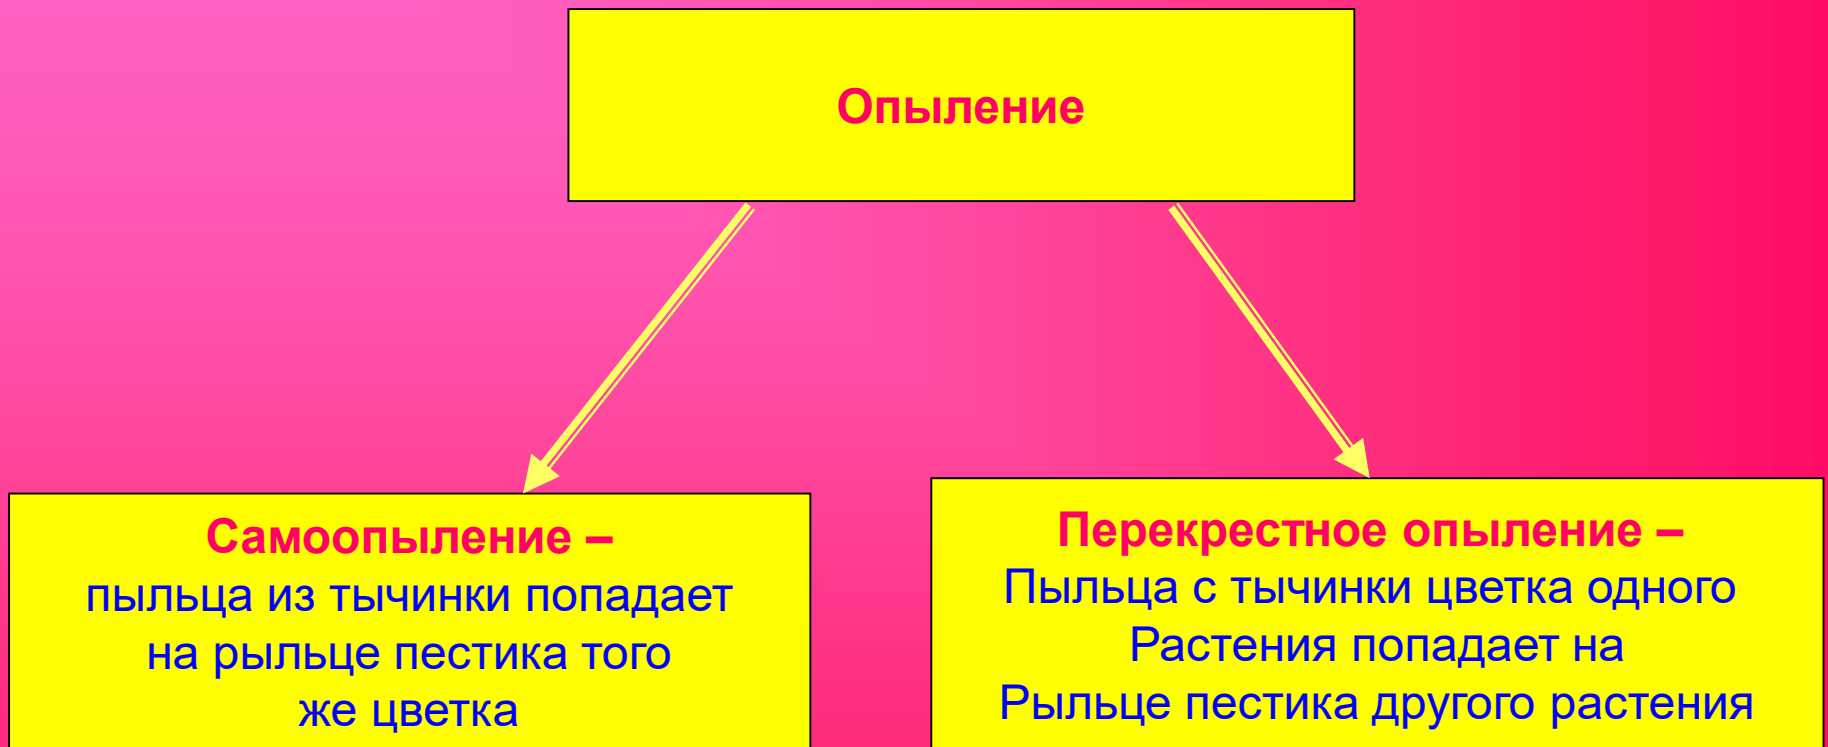 Опыление
Самоопыление –
пыльца из тычинки попадает
на рыльце пестика того
же цветка
Перекрестное опыление –
Пыльца с тычинки цветка одного
Растения попадает на
Рыльце пестика другого растения